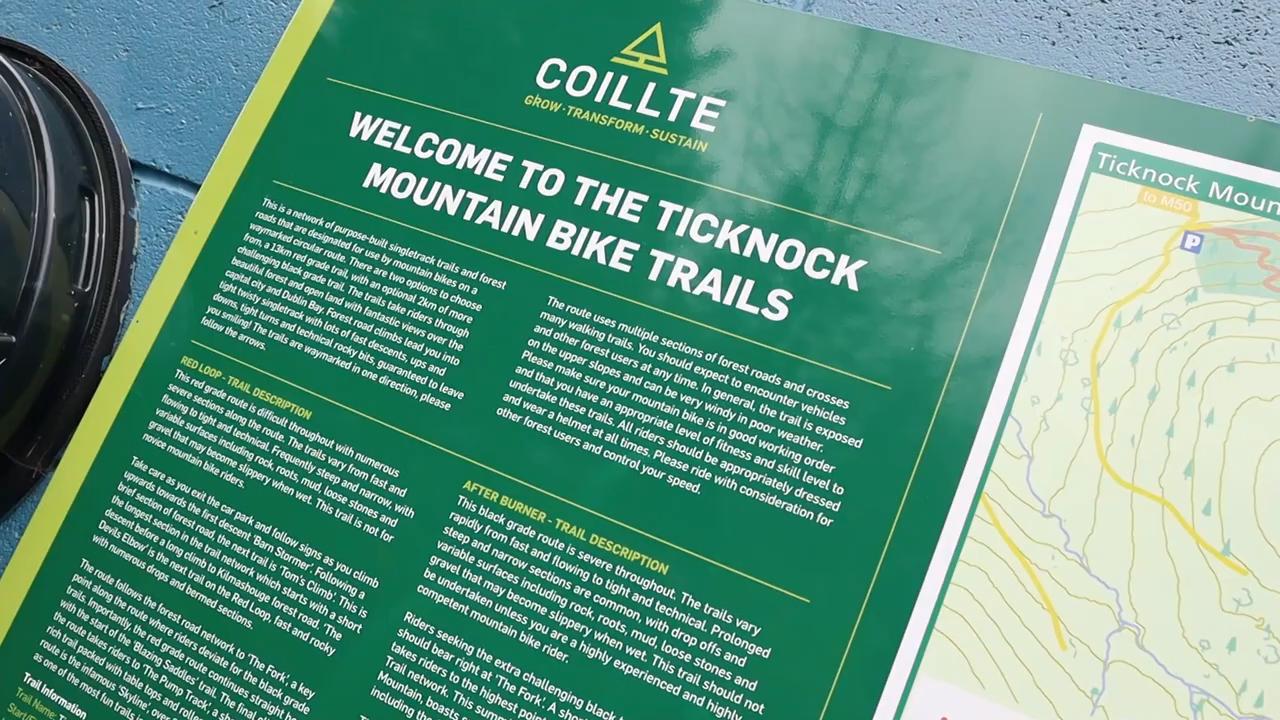 COILLTE
GROW · TRANSFORM · SUSTAIN
WELCOME TO THE TICKNOCK
MOUNTAIN BIKE TRAILS
This is a network of purpose-built singletrack trails and forest
roads that are designated for use by mountain bikes on a
waymarked circular route. There are two options to choose
from, a 13km red grade trail, with an optional 2km of more
challenging black grade trail. The trails take riders through
beautiful forest and open land with fantastic views over the
capital city and Dublin Bay. Forest road climbs lead you into
tight twisty singletrack with lots of fast descents, ups and
downs, tight turns and technical rocky bits, guaranteed to leave
you smiling! The trails are waymarked in one direction, please
follow the arrows.
The route uses multiple sections of forest roads and crosses
many walking trails. You should expect to encounter vehicles
and other forest users at any time. In general, the trail is exposed
on the upper slopes and can be very windy in poor weather.
Please make sure your mountain bike is in good working order
and that you have an appropriate level of fitness and skill level to
undertake these trails. All riders should be appropriately dressed
and wear a helmet at all times. Please ride with consideration for
other forest users and control your speed.
RED LOOP - TRAIL DESCRIPTION
This red grade route is difficult throughout with numerous
severe sections along the route. The trails vary from fast and
flowing to tight and technical. Frequently steep and narrow, with
variable surfaces including rock, roots, mud, loose stones and
gravel that may become slippery when wet. This trail is not for
novice mountain bike riders.
Take care as you exit the car park and follow signs as you climb
upwards towards the first descent 'Barn Stormer'. Following a
brief section of forest road, the next trail is 'Tom's Climb'. This is
the longest section in the trail network which starts with a short
descent before a long climb to Kilmashouge forest road. 'The
Devils Elbow' is the next trail on the Red Loop, fast and rocky
with numerous drops and bermed sections.
The route follows the forest road network to 'The Fork', a key
point along the route where riders deviate for the black grade
trails. Importantly, the red grade route continues straight
with the start of the 'Blazing Saddles' trail. The final
the route takes riders to 'The Pump Track', a
rich trail packed with table tops and
route is the infamous 'Skyline', over
as one of the most fun trails
Trail Information
Trail Name:
AFTER BURNER - TRAIL DESCRIPTION
This black grade route is severe throughout. The trails vary
rapidly from fast and flowing to tight and technical. Prolonged
steep and narrow sections are common, with drop offs and
variable surfaces including rock, roots, mud, loose stones and
gravel that may become slippery when wet. This trail should not
be undertaken unless you are a highly experienced and highly
competent mountain bike rider.
Riders seeking the extra challenging black
should bear right at 'The Fork'. A
Trail network. This
takes riders to the highest
Mountain, boasts
including the
Ticknock
to M50
P